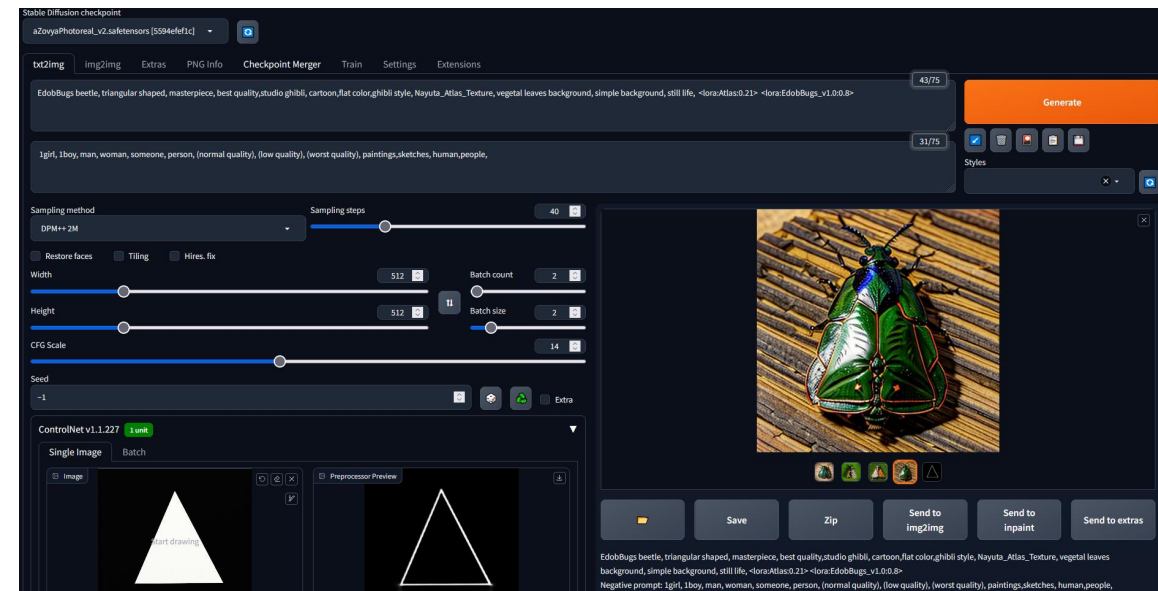 Stable Diffusion checkpoint
aZovyaPhotoreal_v2.safetensors [5594efef1c]
txt2img img2img Extras PNG Info Checkpoint Merger Train Settings Extensions
43/75
EdobBugs beetle, triangular shaped, masterpiece, best quality,studio ghibli, cartoon,flat color,ghibli style, Nayuta_Atlas_Texture, vegetal leaves background, simple background, still life, <lora:Atlas:0.21> <lora:EdobBugs_v1.0:0.8>
Generate
31/75
1girl, 1boy, man, woman, someone, person, (normal quality), (low quality), (worst quality), paintings,sketches, human,people,
Styles
Sampling method
DPM++ 2M
Sampling steps
40
Restore faces Tiling Hires. fix
Width
512
Batch count
2
Height
512
Batch size
2
CFG Scale
14
Seed
-1
Extra
ControlNet v1.1.227 1 unit
Single Image Batch
Image
Start drawing
Preprocessor Preview
Save
Zip
Send to
img2img
Send to
inpaint
Send to extras
EdobBugs beetle, triangular shaped, masterpiece, best quality,studio ghibli, cartoon,flat color,ghibli style, Nayuta_Atlas_Texture, vegetal leaves
background, simple background, still life, <lora:Atlas:0.21> <lora:EdobBugs_v1.0:0.8>
Negative prompt: 1girl, 1boy, man, woman, someone, person, (normal quality), (low quality), (worst quality), paintings,sketches, human,people,